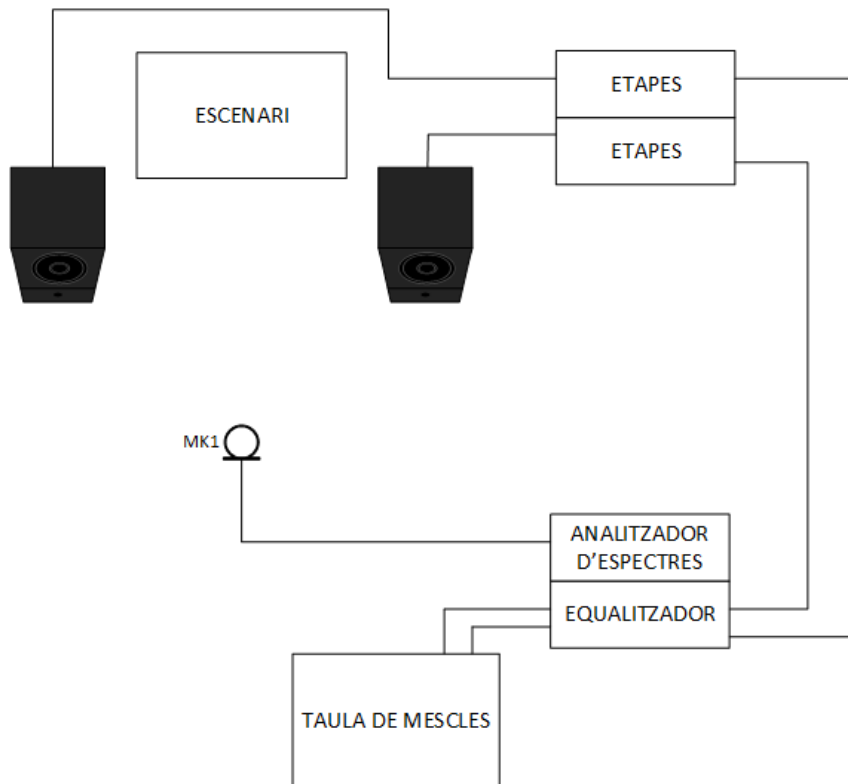 ESCENARI
ETAPES
ETAPES
MK1
ANALITZADOR
D'ESPECTRES
EQUALITZADOR
TAULA DE MESCLES